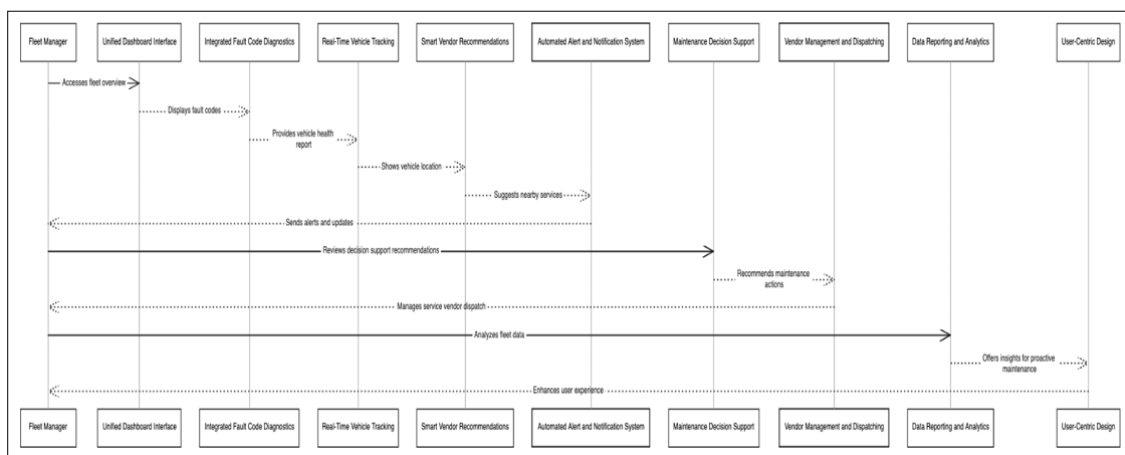 Fleet Manager
Unified Dashboard Interface
Integrated Fault Code Diagnostics
Real-Time Vehicle Tracking
Smart Vendor Recommendations
Automated Alert and Notification System
Maintenance Decision Support
Vendor Management and Dispatching
Data Reporting and Analytics
User-Centric Design
Accesses fleet overview
Displays fault codes
Provides vehicle health
report
Shows vehicle location
Suggests nearby services
Sends alerts and updates
Reviews decision support recommendations
Recommends maintenance
actions
Manages service vendor dispatch
Analyzes fleet data
Offers insights for proactive
maintenance
Enhances user experience
Fleet Manager
Unified Dashboard Interface
Integrated Fault Code Diagnostics
Real-Time Vehicle Tracking
Smart Vendor Recommendations
Automated Alert and Notification System
Maintenance Decision Support
Vendor Management and Dispatching
Data Reporting and Analytics
User-Centric Design